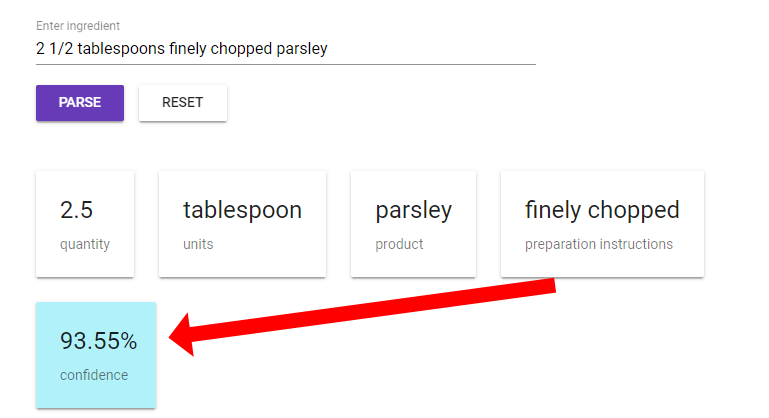 Enter ingredient
2 1/2 tablespoons finely chopped parsley
PARSE RESET
2.5 tablespoon parsley finely chopped
quantity units product preparation instructions
93.55%
confidence